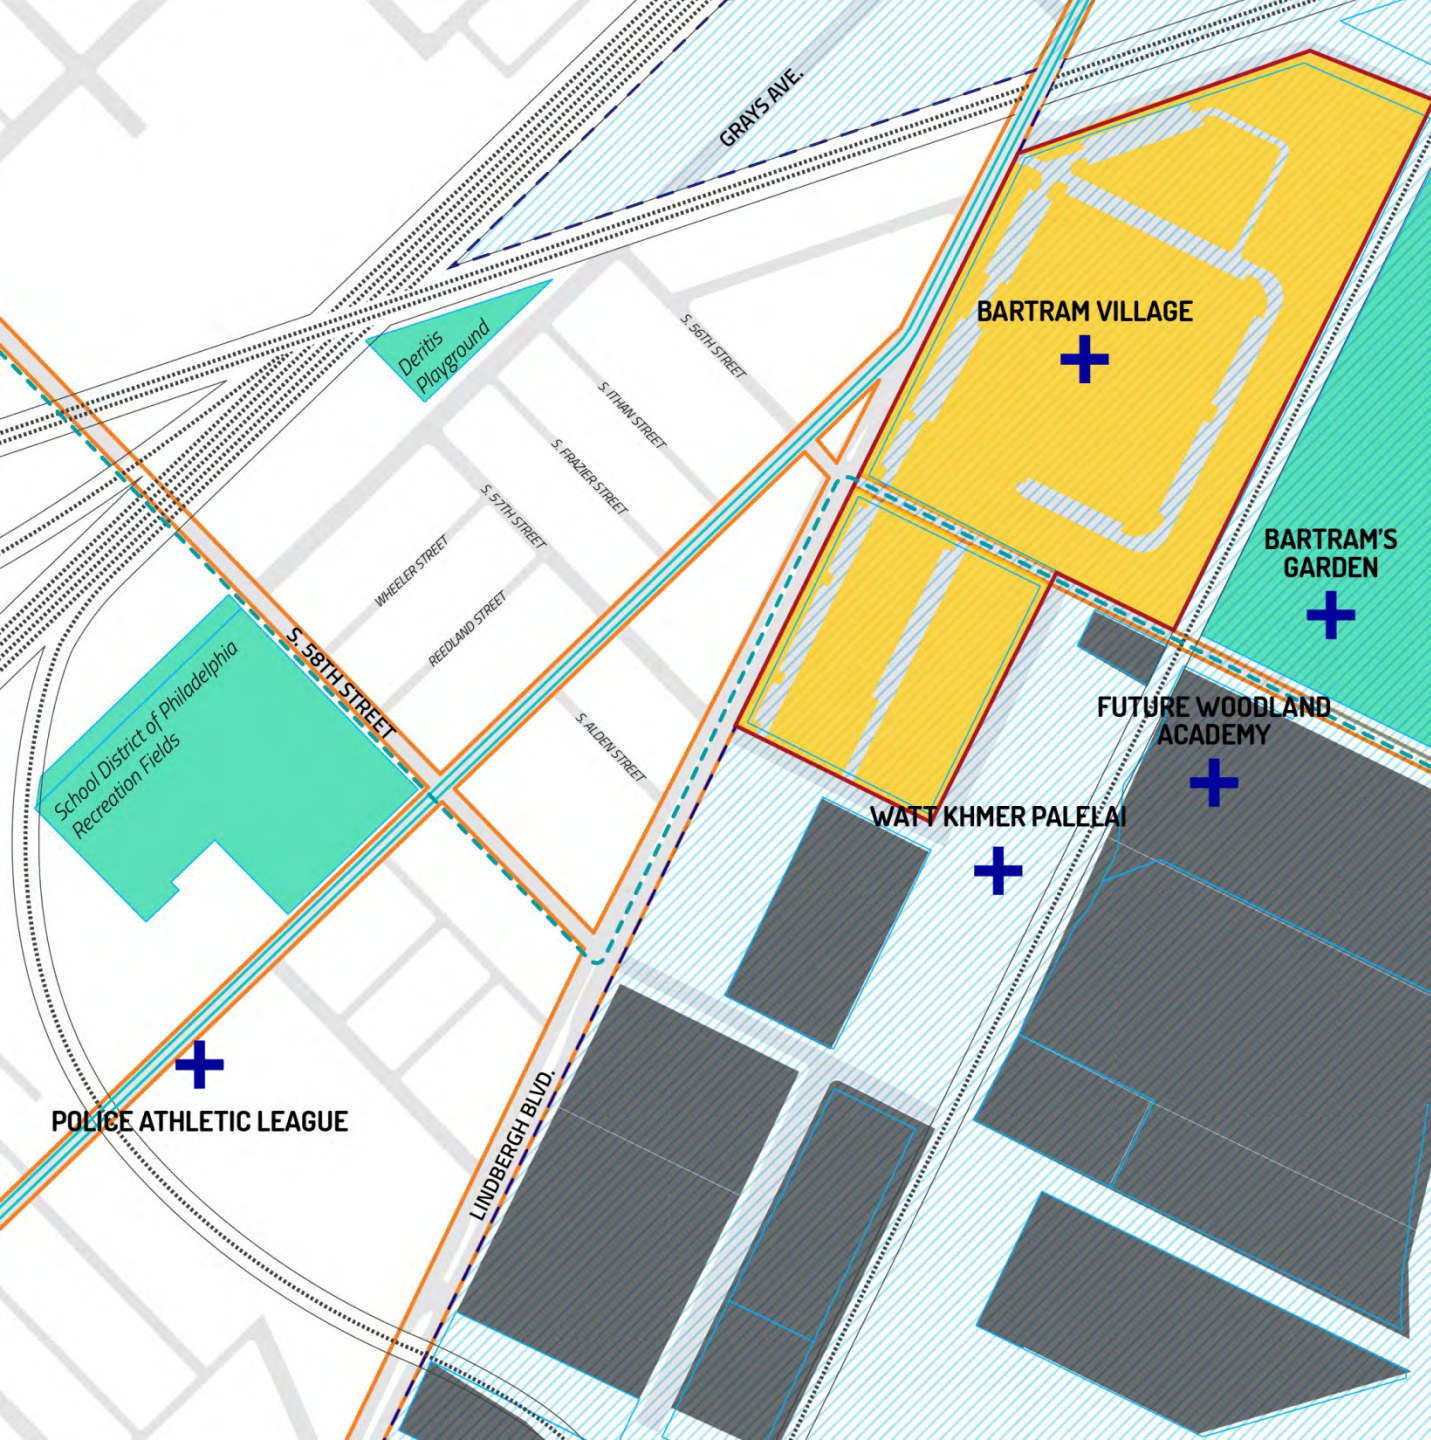 GRAYS AVE.
BARTRAM VILLAGE
Deritis
Playground
S. 56TH STREET
S. ITHAN STREET
S. FRAZIER STREET
S. 57TH STREET
WHEELER STREET
REEDLAND STREET
BARTRAM'S
GARDEN
S. 58TH STREET
School District of Philadelphia
Recreation Fields
S. ALDEN STREET
FUTURE WOODLAND
ACADEMY
WATT KHMER PALELAI
POLICE ATHLETIC LEAGUE
LINDBERGH BLVD.